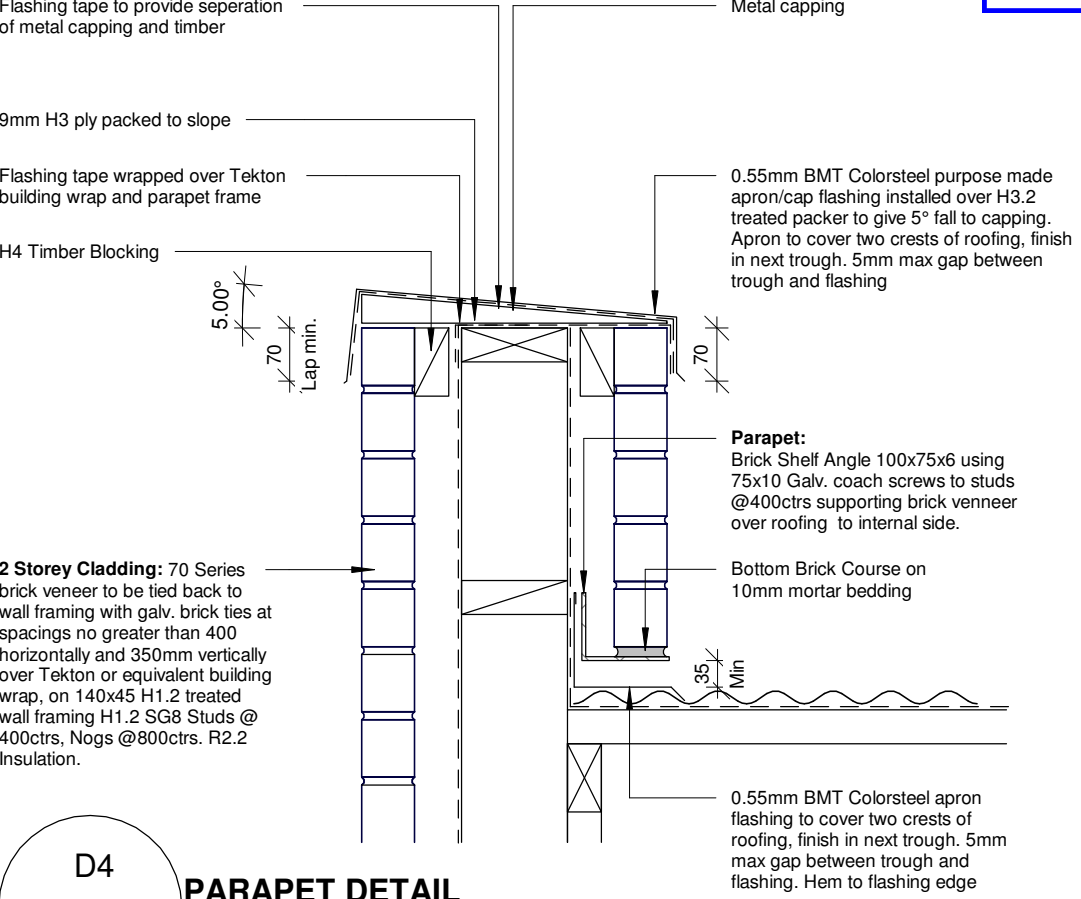 Flashing tape to provide seperation
of metal capping and timber
Metal capping
9mm H3 ply packed to slope
Flashing tape wrapped over Tekton
building wrap and parapet frame
H4 Timber Blocking
0.55mm BMT Colorsteel purpose made
apron/cap flashing installed over H3.2
treated packer to give 5° fall to capping.
Apron to cover two crests of roofing, finish
in next trough. 5mm max gap between
trough and flashing
5.00°
70
Lap min.
70
Parapet:
Brick Shelf Angle 100x75x6 using
75x10 Galv. coach screws to studs
@400ctrs supporting brick venneer
over roofing to internal side.
2 Storey Cladding: 70 Series
brick veneer to be tied back to
wall framing with galv. brick ties at
spacings no greater than 400
horizontally and 350mm vertically
over Tekton or equivalent building
wrap, on 140x45 H1.2 treated
wall framing H1.2 SG8 Studs @
400ctrs, Nogs @800ctrs. R2.2
Insulation.
Bottom Brick Course on
10mm mortar bedding
35
Min
0.55mm BMT Colorsteel apron
flashing to cover two crests of
roofing, finish in next trough. 5mm
max gap between trough and
flashing. Hem to flashing edge
D4
PARAPET DETAIL